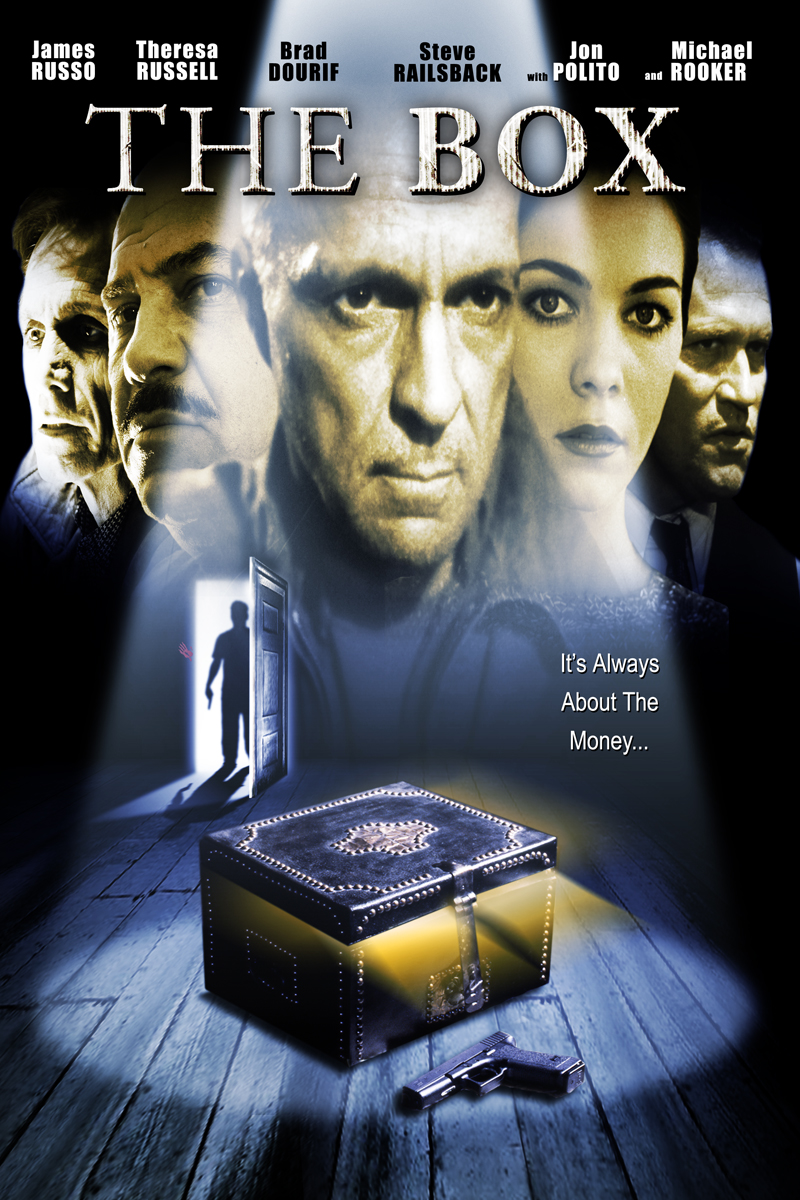 James Theresa Brad Steve Jon Michael
RUSSO RUSSELL DOURIF RAILSBACK with POLITO and ROOKER
THE BOX
It's Always
About The
Money...